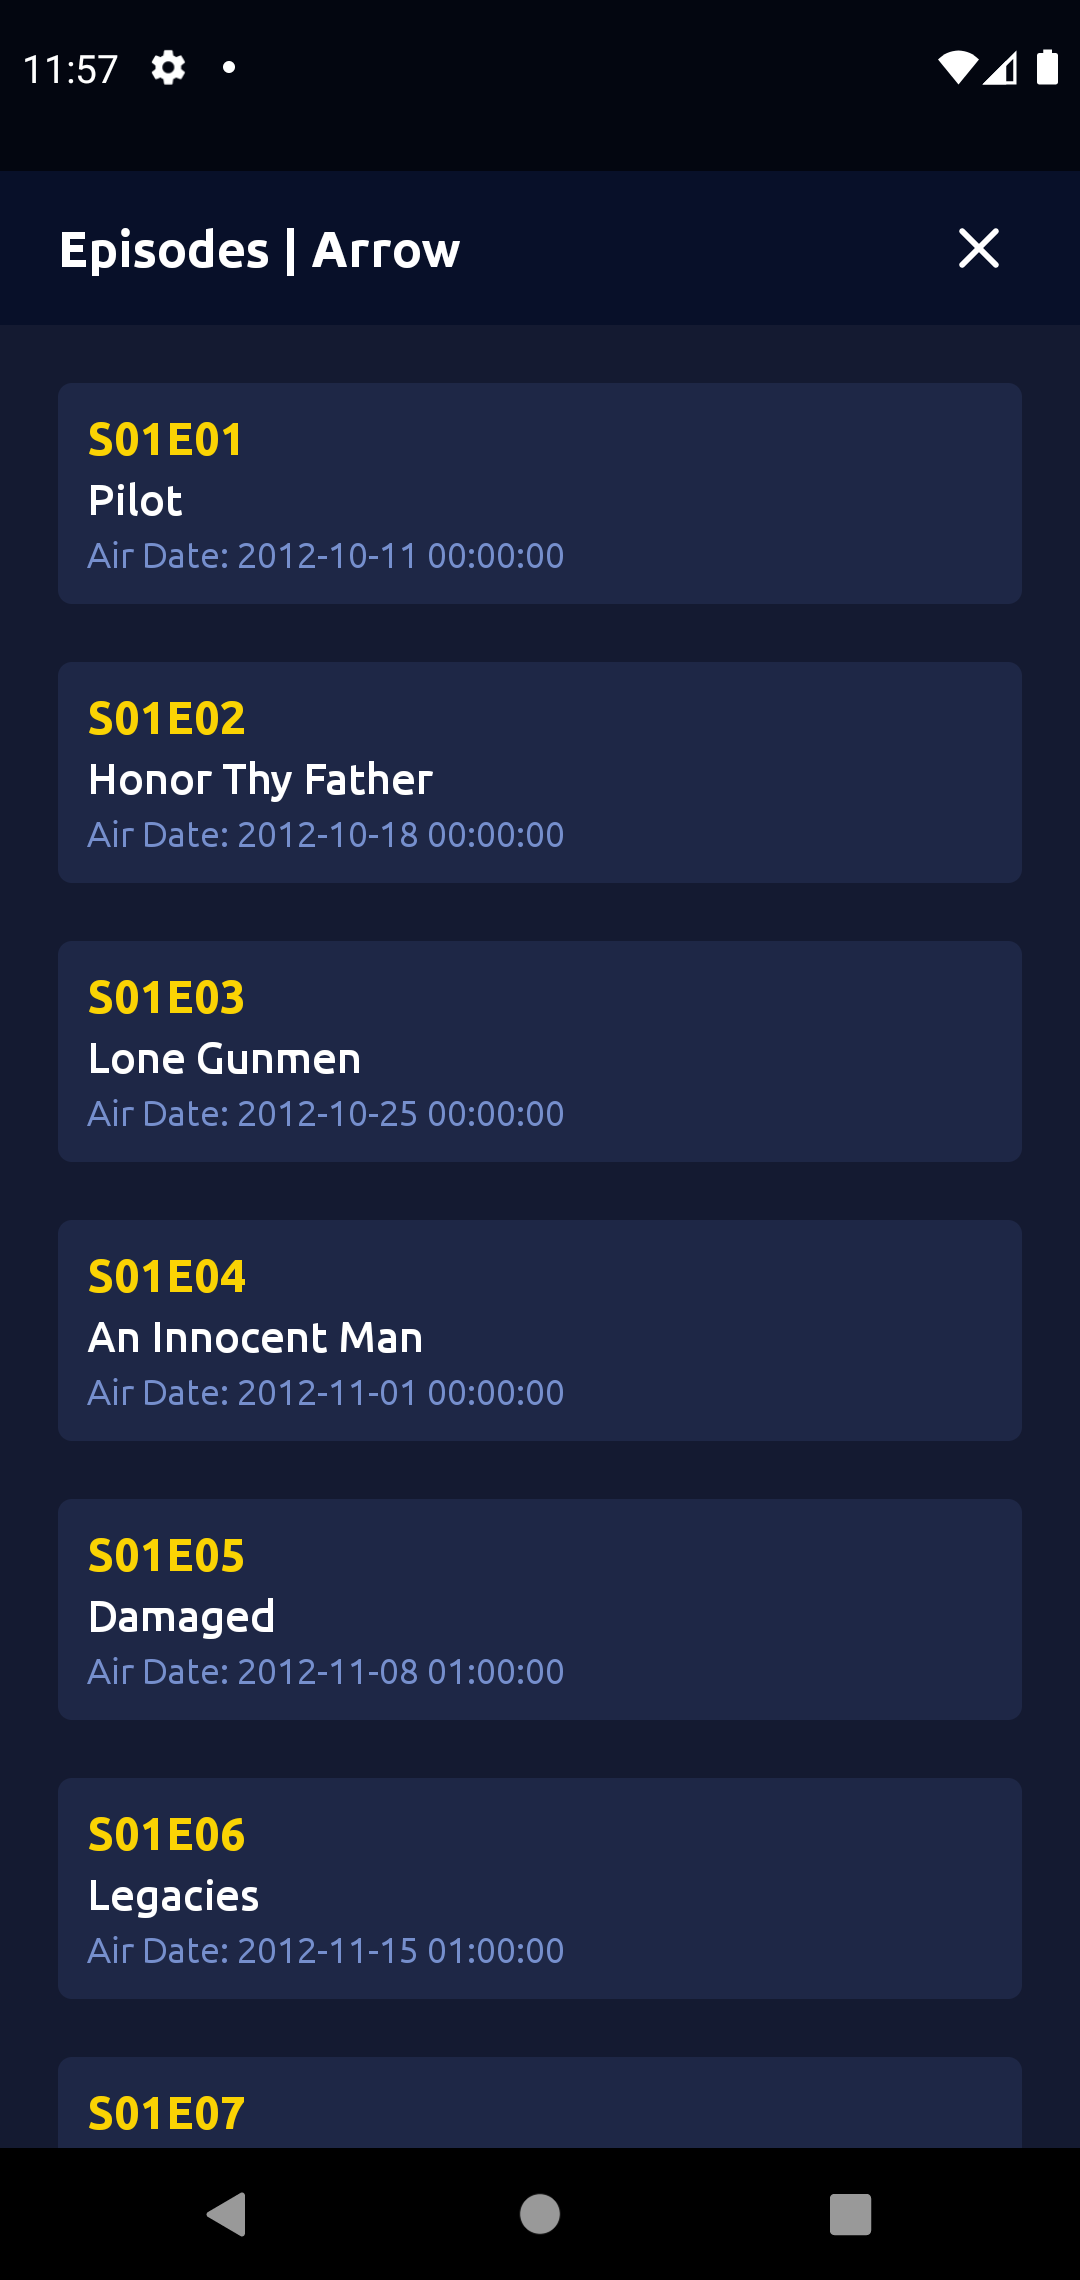 11:57
Episodes | Arrow
S01E01
Pilot
Air Date: 2012-10-11 00:00:00
S01E02
Honor Thy Father
Air Date: 2012-10-18 00:00:00
S01E03
Lone Gunmen
Air Date: 2012-10-25 00:00:00
S01E04
An Innocent Man
Air Date: 2012-11-01 00:00:00
S01E05
Damaged
Air Date: 2012-11-08 01:00:00
S01E06
Legacies
Air Date: 2012-11-15 01:00:00
S01E07